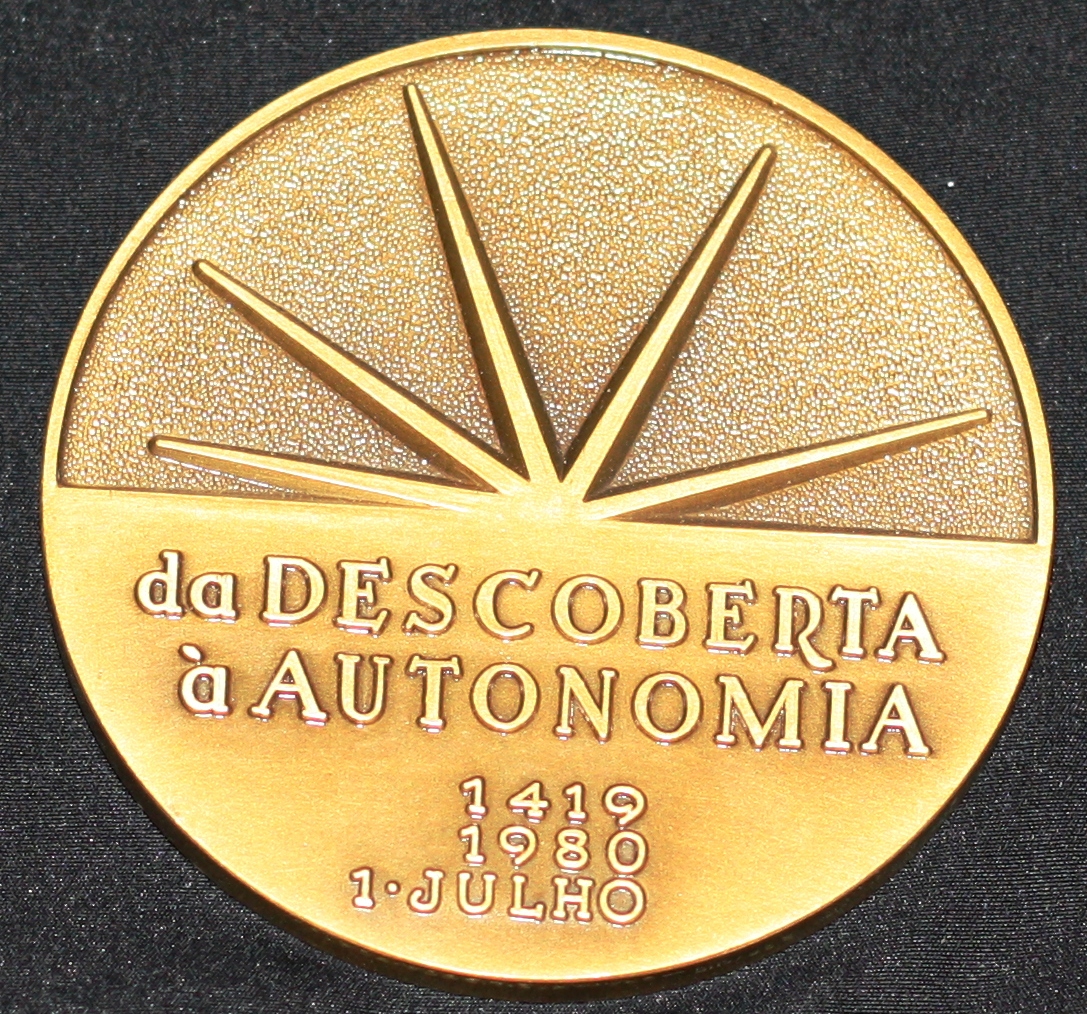 da DESCOBERTA
à AUTONOMIA
1419
1980
1·JULHO